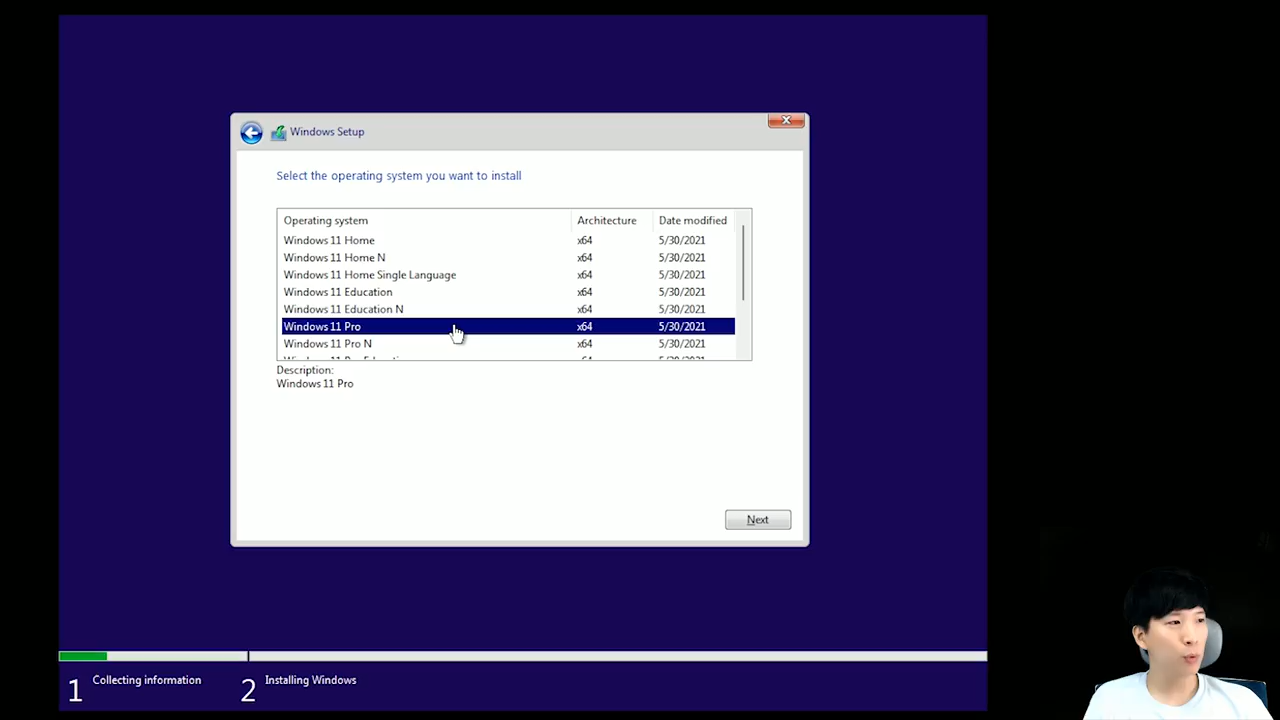 Windows Setup
Select the operating system you want to install
Operating system Architecture Date modified
Windows 11 Home x64 5/30/2021
Windows 11 Home N x64 5/30/2021
Windows 11 Home Single Language x64 5/30/2021
Windows 11 Education x64 5/30/2021
Windows 11 Education N x64 5/30/2021
Windows 11 Pro x64 5/30/2021
Windows 11 Pro N x64 5/30/2021
Description:
Windows 11 Pro
Next
1 Collecting information 2 Installing Windows